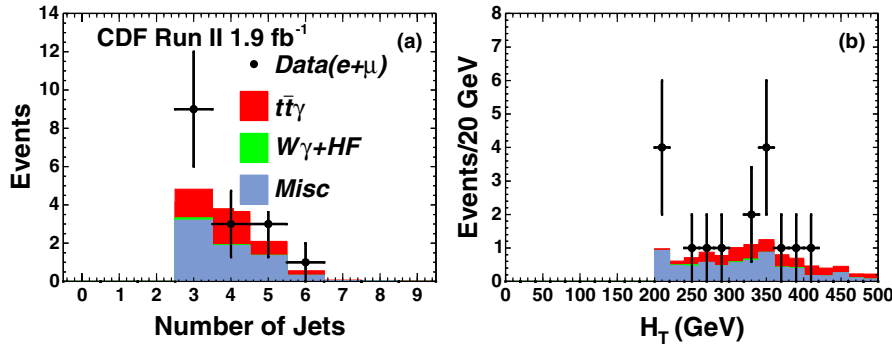 CDF Run II 1.9 fb⁻¹ (a)
Data(e+μ)
tt̄γ
Wγ+HF
Misc
Events
14
12
10
8
6
4
2
0
0 1 2 3 4 5 6 7 8 9
Number of Jets
(b)
Events/20 GeV
8
7
6
5
4
3
2
1
0
0 50 100 150 200 250 300 350 400 450 500
H_T (GeV)